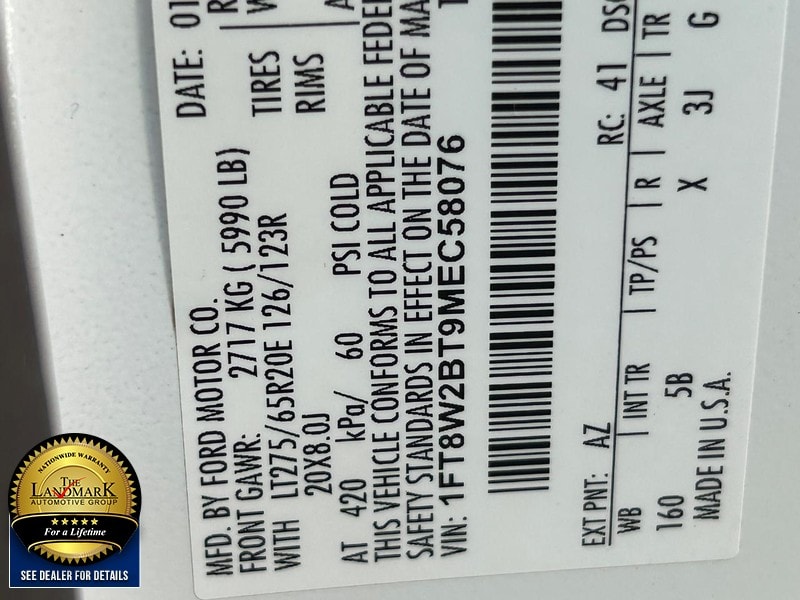 MFD. BY FORD MOTOR CO.
DATE: 01
FRONT GAWR: 2717 KG ( 5990 LB)
WITH LT275/65R20E 126/123R TIRES
20X8.0J RIMS
AT 420 kPa/ 60 PSI COLD
THIS VEHICLE CONFORMS TO ALL APPLICABLE
SAFETY STANDARDS IN EFFECT ON THE DATE OF
VIN: 1FT8W2BT9MEC58076
EXT PNT: AZ RC: 41
WB INT TR TP/PS R AXLE TR
160 5B X 3J G
MADE IN U.S.A.
NATIONWIDE WARRANTY
THE
LANDMARK
AUTOMOTIVE GROUP
For a Lifetime
SEE DEALER FOR DETAILS